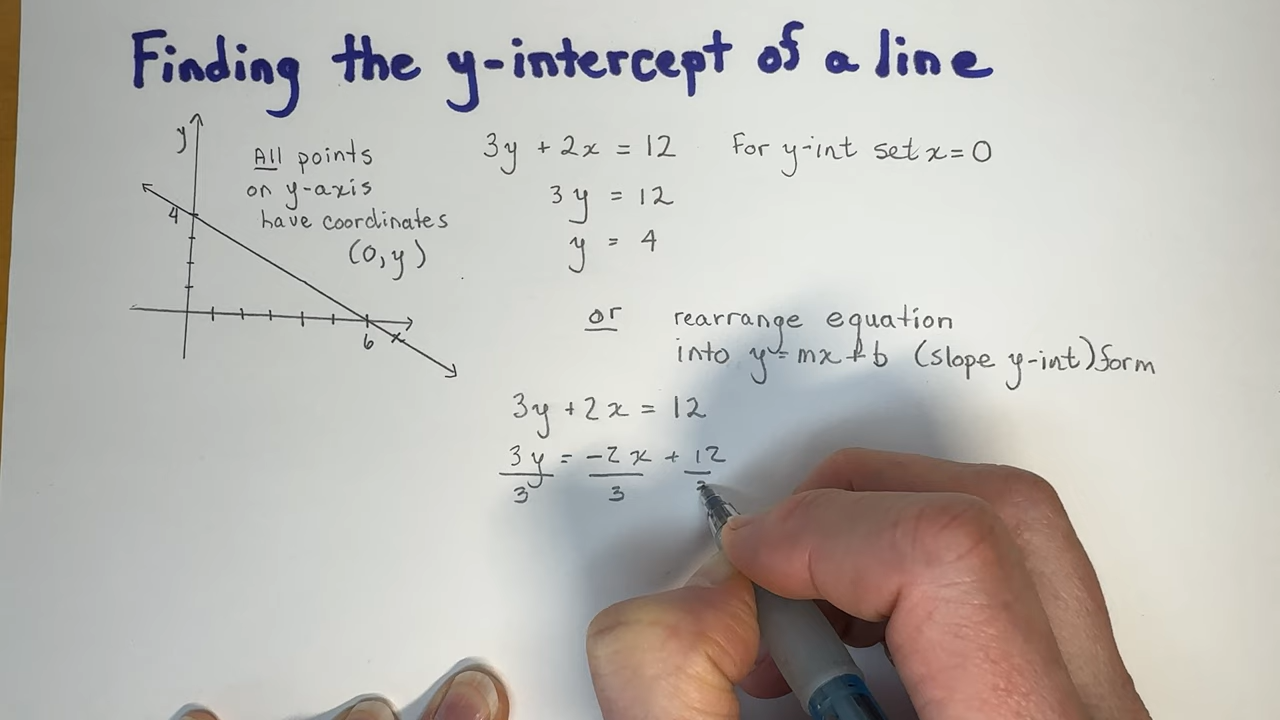 Finding the y-intercept of a line
y
4
6
x
All points
on y-axis
have coordinates
(0,y)
3y + 2x = 12
For y-int set x=0
3y = 12
y = 4
or
rearrange equation
into y=mx+b (slope y-int) form
3y + 2x = 12
3y = -2x + 12
3 3